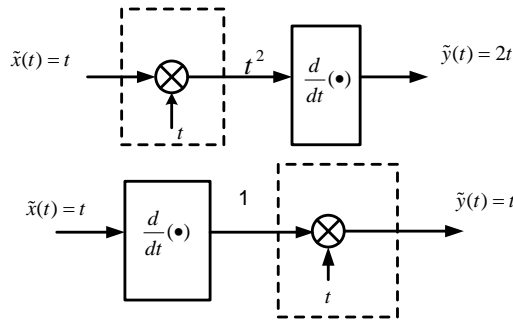 x̃(t) = t
t²
d/dt (•)
ỹ(t) = 2t
t
x̃(t) = t
d/dt (•)
1
ỹ(t) = t
t